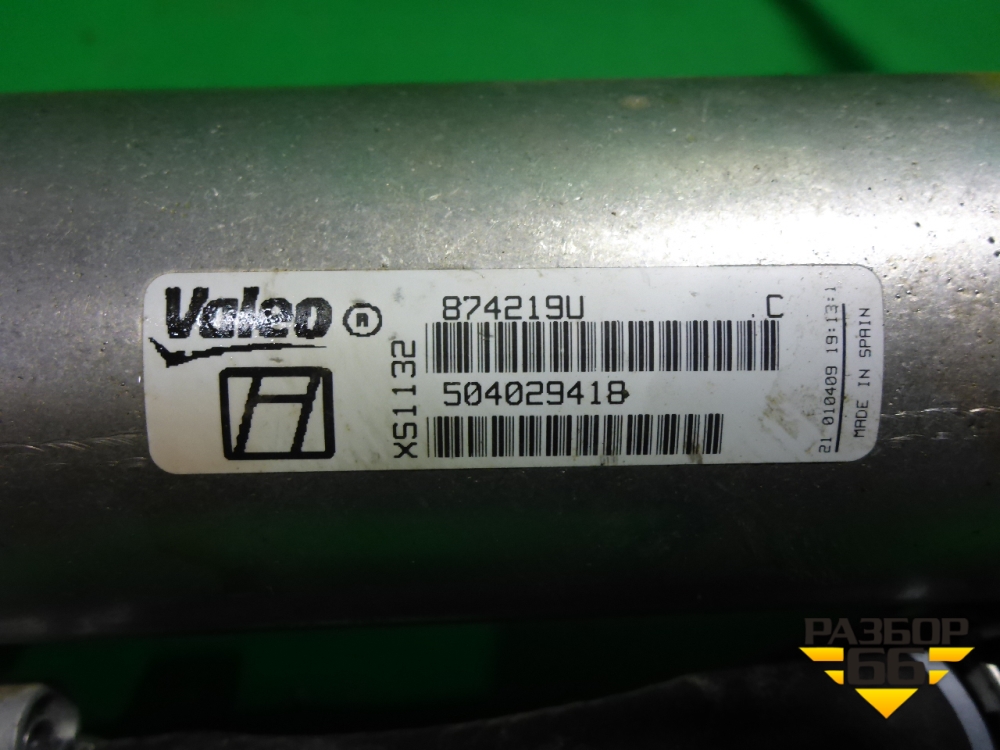 Valeo ®
874219U .C
XS1132
504029418
21 010409 19:13:1
MADE IN SPAIN
РАЗБОР
66